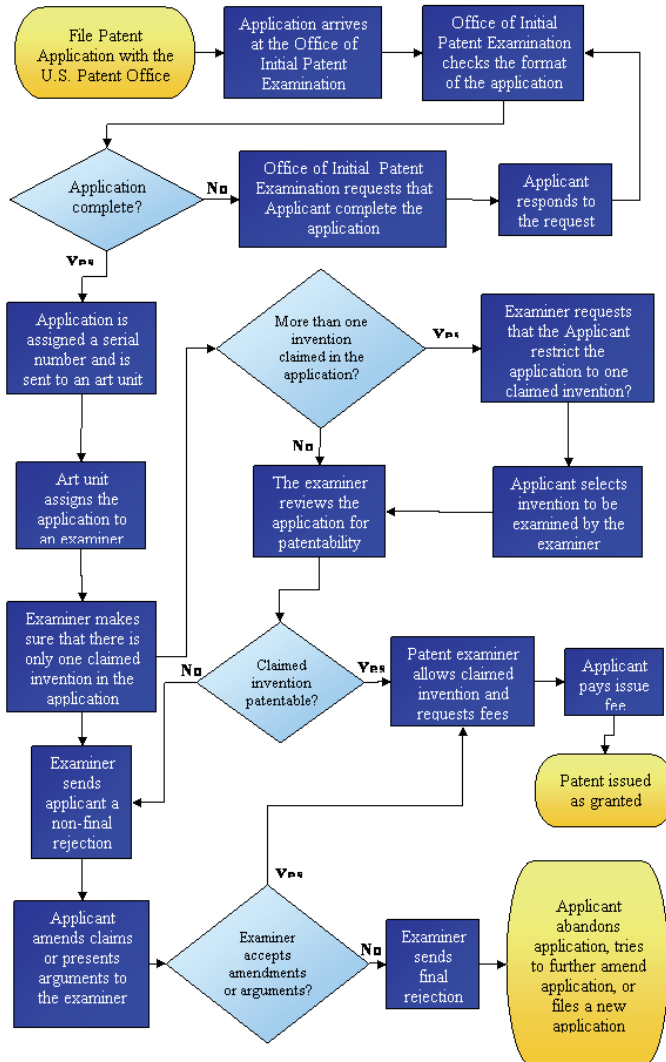 File Patent
Application with the
U.S. Patent Office
Application arrives
at the Office of
Initial Patent
Examination
Office of Initial
Patent Examination
checks the format
of the application
Application
complete?
No
Office of Initial Patent
Examination requests that
Applicant complete the
application
Applicant
responds to
the request
Yes
Application is
assigned a serial
number and is
sent to an art unit
More than one
invention
claimed in the
application?
Yes
Examiner requests
that the Applicant
restrict the
application to one
claimed invention?
No
Art unit
assigns the
application to
an examiner
The examiner
reviews the
application for
patentability
Applicant selects
invention to be
examined by the
examiner
Examiner makes
sure that there is
only one claimed
invention in the
application
No
Claimed
invention
patentable?
Yes
Patent examiner
allows claimed
invention and
requests fees
Applicant
pays issue
fee
Examiner
sends
applicant a
non-final
rejection
Patent issued
as granted
Yes
Applicant
amends claims
or presents
arguments to
the examiner
Examiner
accepts
amendments
or arguments?
No
Examiner
sends
final
rejection
Applicant
abandons
application, tries
to further amend
application, or
files a new
application